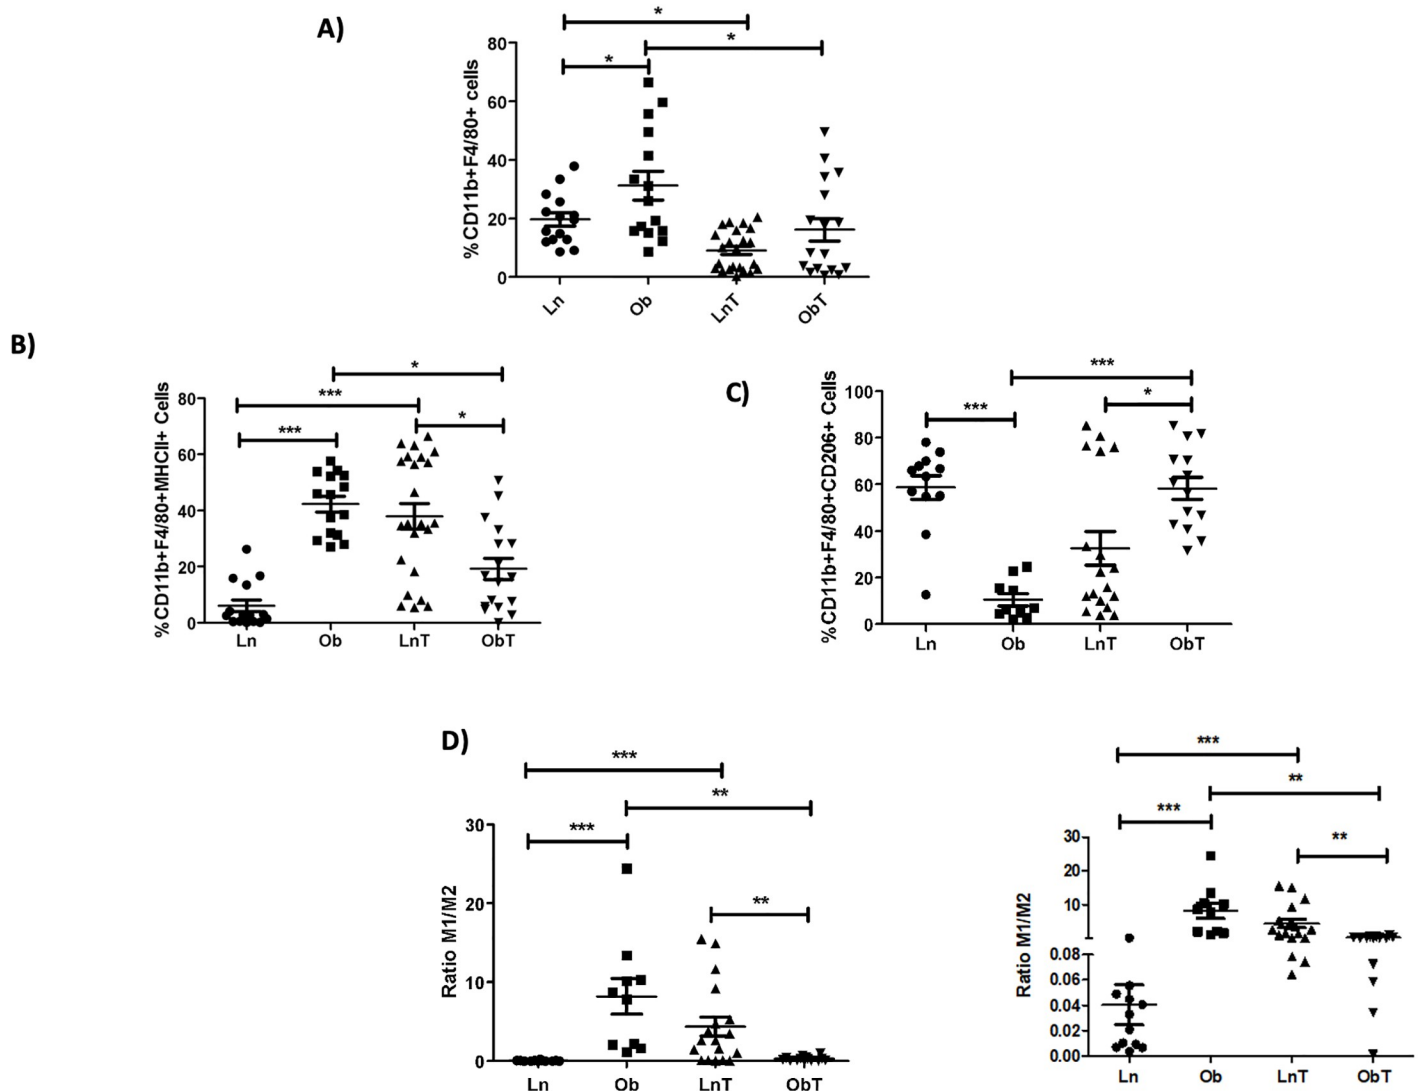 A)
*
*
*
%CD11b+F4/80+ cells
80
60
40
20
0
Ln
Ob
LnT
ObT
B)
*
***
*
***
%CD11b+F4/80+MHCII+ Cells
80
60
40
20
0
Ln
Ob
LnT
ObT
C)
***
*
***
%CD11b+F4/80+CD206+ Cells
100
80
60
40
20
0
Ln
Ob
LnT
ObT
D)
***
**
***
**
Ratio M1/M2
30
20
10
0
Ln
Ob
LnT
ObT
***
**
***
**
Ratio M1/M2
30
20
10
0.08
0.06
0.04
0.02
0.00
Ln
Ob
LnT
ObT